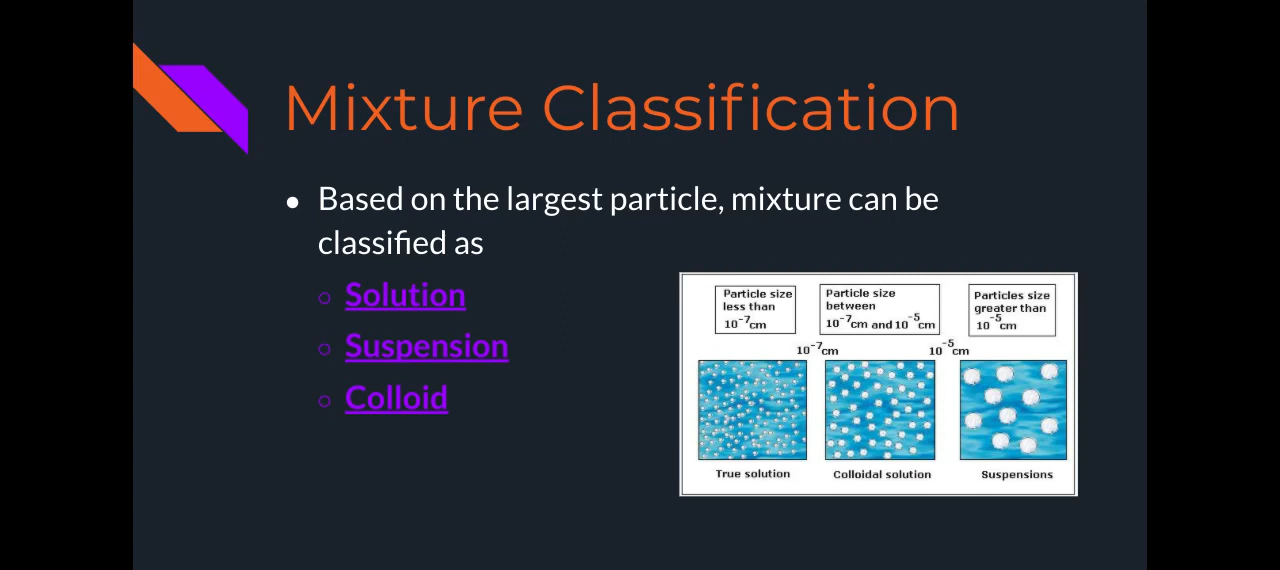 Mixture Classification
● Based on the largest particle, mixture can be
classified as
○ Solution
○ Suspension
○ Colloid
Particle size
less than
10⁻⁷cm
Particle size
between
10⁻⁷cm and 10⁻⁵cm
Particles size
greater than
10⁻⁵cm
10⁻⁷cm
10⁻⁵cm
True solution
Colloidal solution
Suspensions